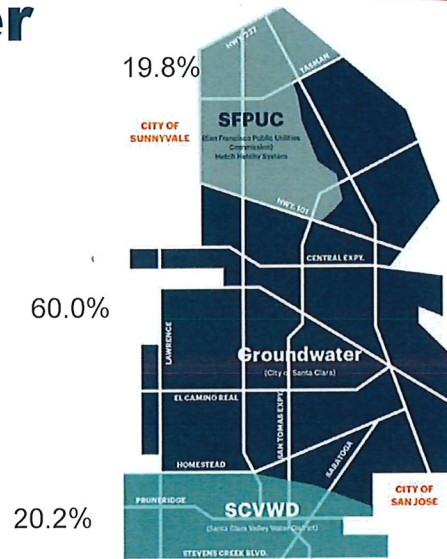 er
HWY. 237
19.8%
TASMAN
SFPUC
(San Francisco Public Utilities
Commission)
Hetch Hetchy System
CITY OF
SUNNYVALE
HWY. 101
CENTRAL EXPY.
60.0%
LAWRENCE
Groundwater
(City of Santa Clara)
EL CAMINO REAL
SAN TOMAS EXPY.
SARATOGA
HOMESTEAD
CITY OF
SAN JOSE
PRUNERIDGE
20.2%
SCVWD
(Santa Clara Valley Water District)
STEVENS CREEK BLVD.